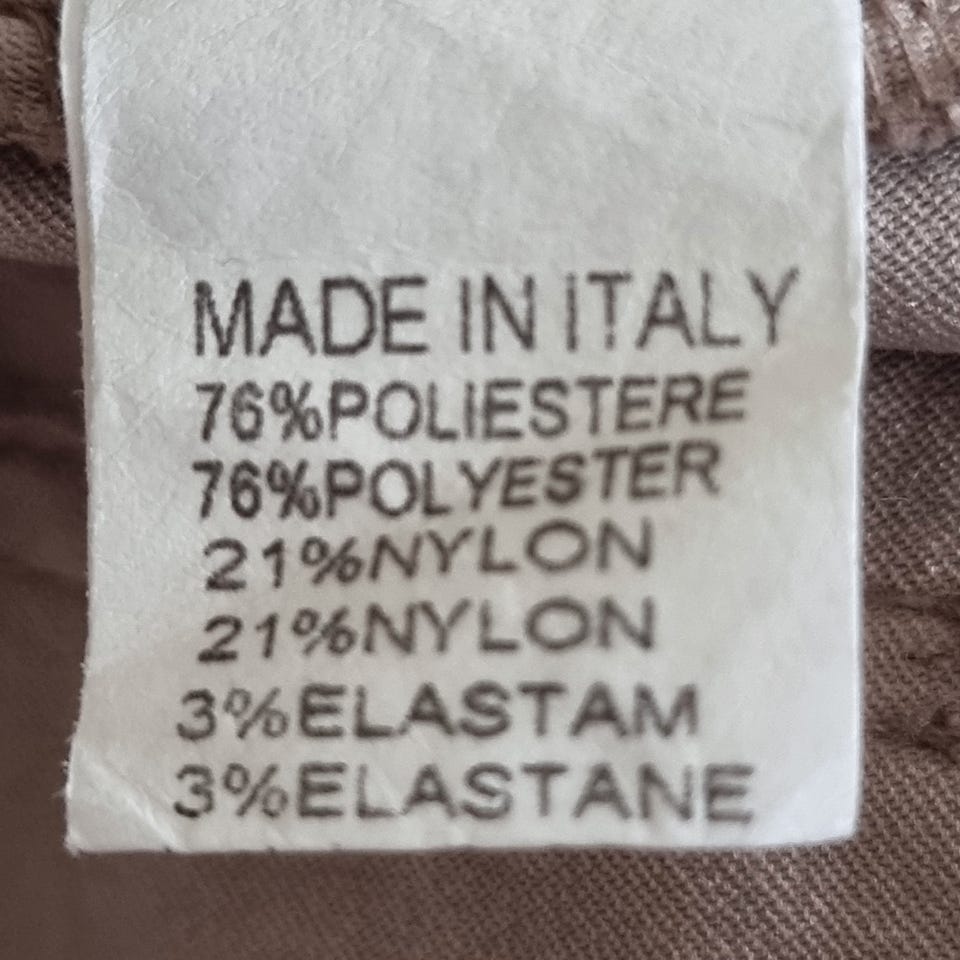 MADE IN iTALY
76%POLIESTERE
76%POLYESTER
21%NYLON
21%NYLON
3%ELASTAM
3%ELASTANE